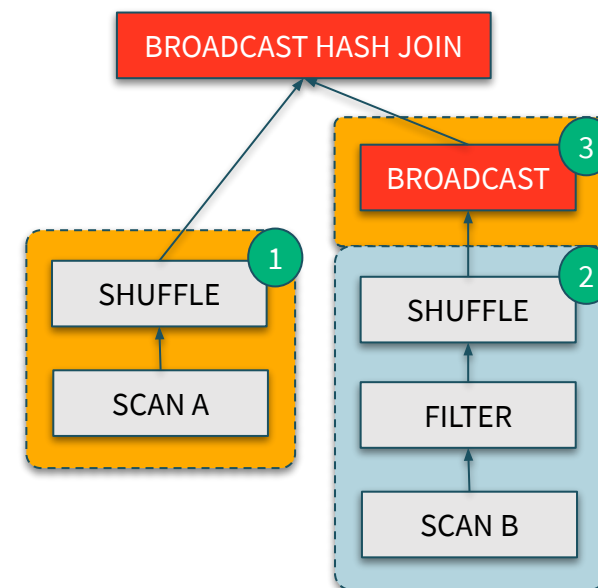 BROADCAST HASH JOIN
3
BROADCAST
1
SHUFFLE
2
SHUFFLE
SCAN A
FILTER
SCAN B